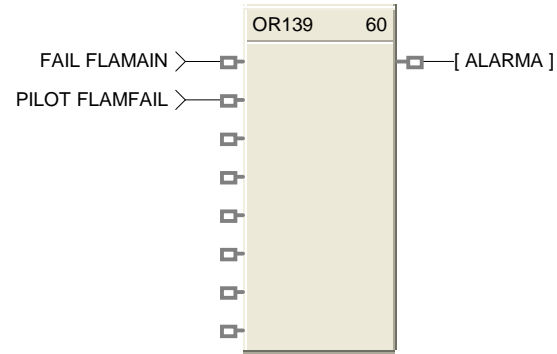 OR139 60
FAIL FLAMAIN
[ ALARMA ]
PILOT FLAMFAIL